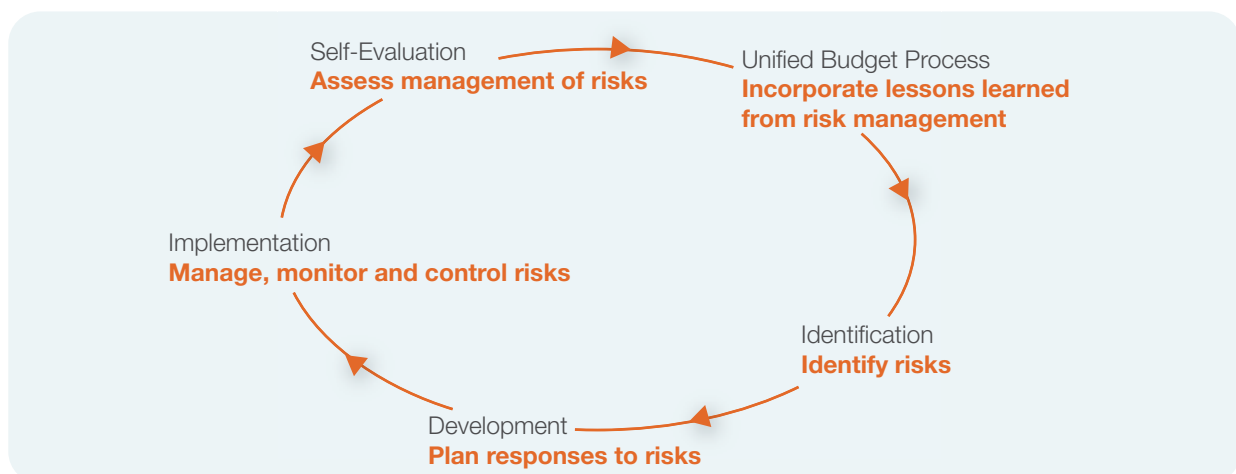 Self-Evaluation
Assess management of risks
Unified Budget Process
Incorporate lessons learned
from risk management
Implementation
Manage, monitor and control risks
Identification
Identify risks
Development
Plan responses to risks